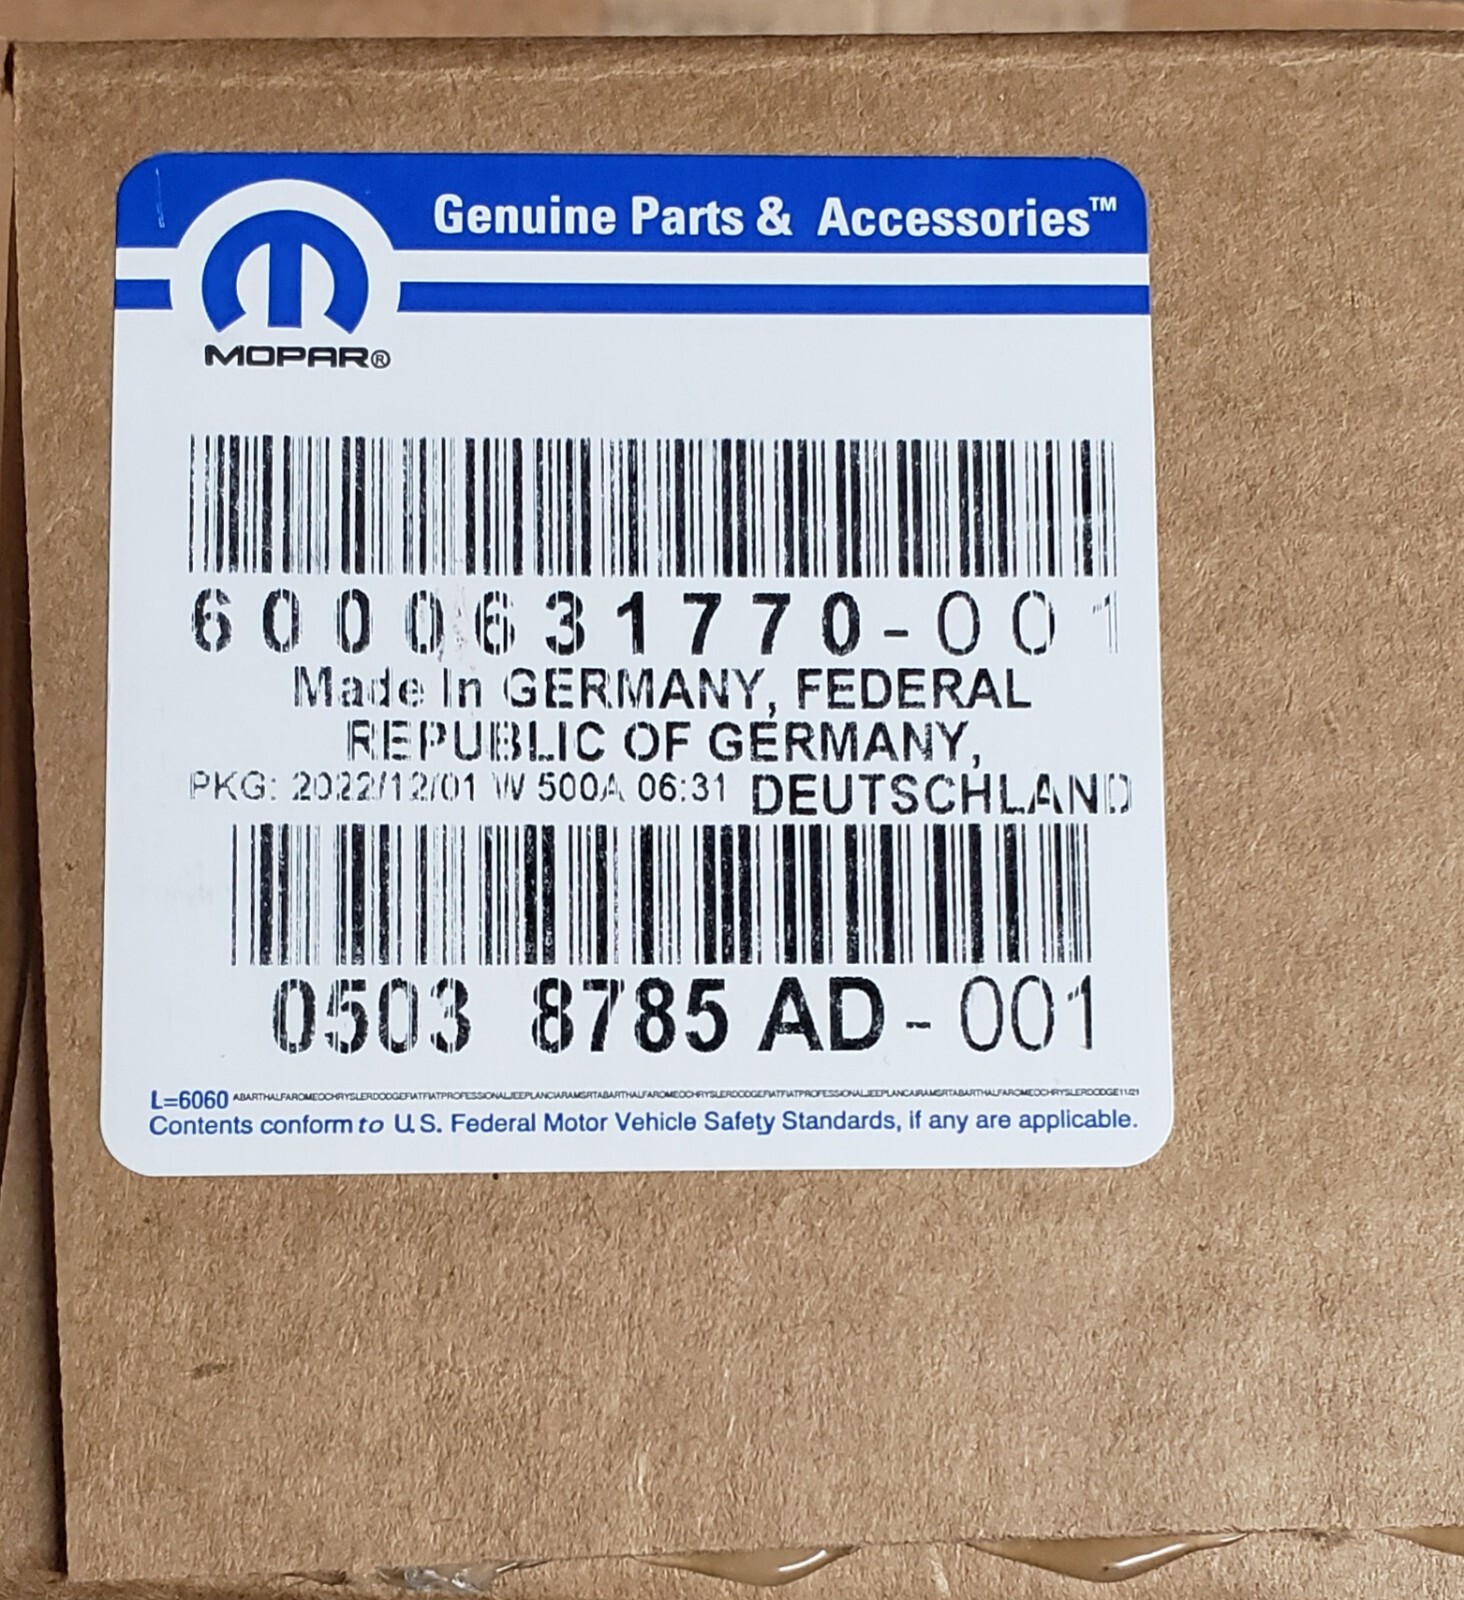 Genuine Parts & Accessories™
MOPAR®
6000631770-001
Made In GERMANY, FEDERAL
REPUBLIC OF GERMANY,
PKG: 2022/12/01 W 500A 06:31 DEUTSCHLAND
0503 8785 AD-001
L=6060
Contents conform to U.S. Federal Motor Vehicle Safety Standards, if any are applicable.